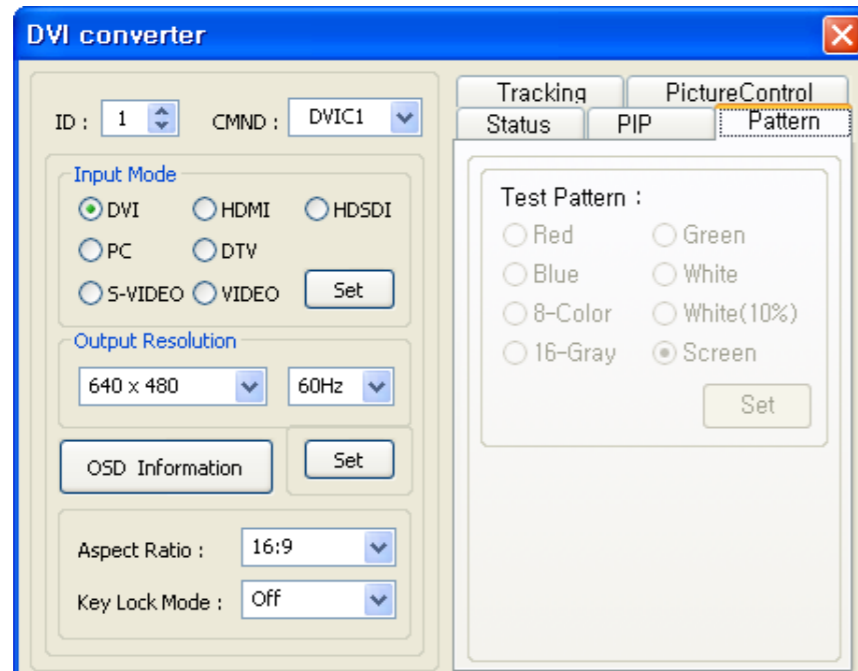 DVI converter
ID : 1 CMND : DVIC1
Input Mode
DVI HDMI HDSDI
PC DTV
S-VIDEO VIDEO Set
Output Resolution
640 x 480 60Hz
OSD Information Set
Aspect Ratio : 16:9
Key Lock Mode : Off
Tracking PictureControl
Status PIP Pattern
Test Pattern :
Red Green
Blue White
8-Color White(10%)
16-Gray Screen
Set